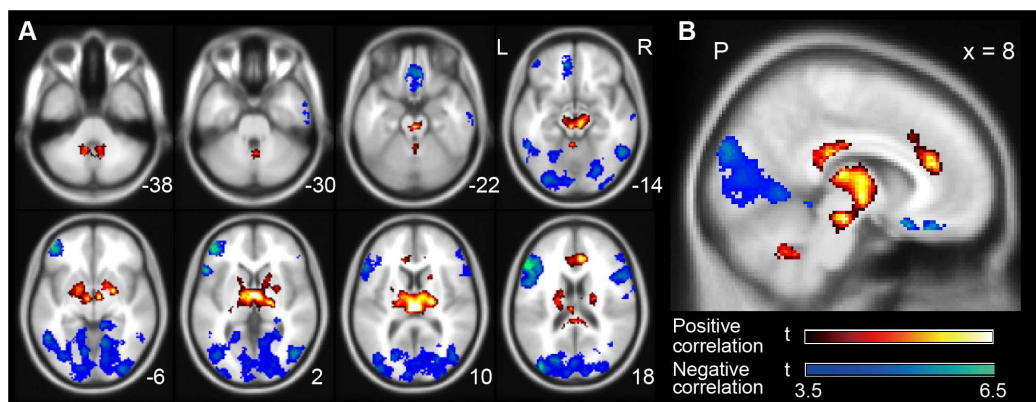 A
L R
-38 -30 -22 -14
-6 2 10 18
B
P x = 8
Positive t
correlation
Negative t
correlation 3.5 6.5